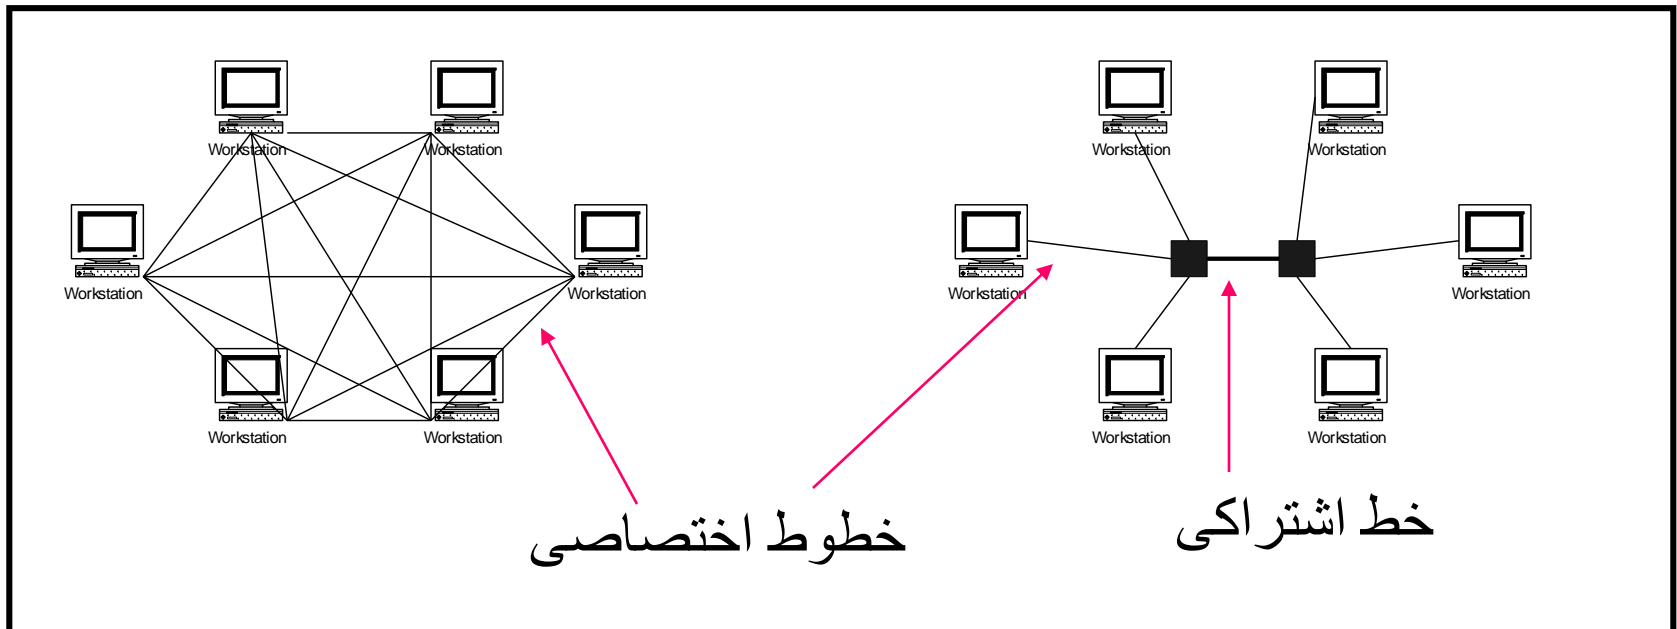 Workstation
Workstation
Workstation
Workstation
Workstation
Workstation
Workstation
Workstation
Workstation
Workstation
Workstation
Workstation
خط اشتراکی
خطوط اختصاصی